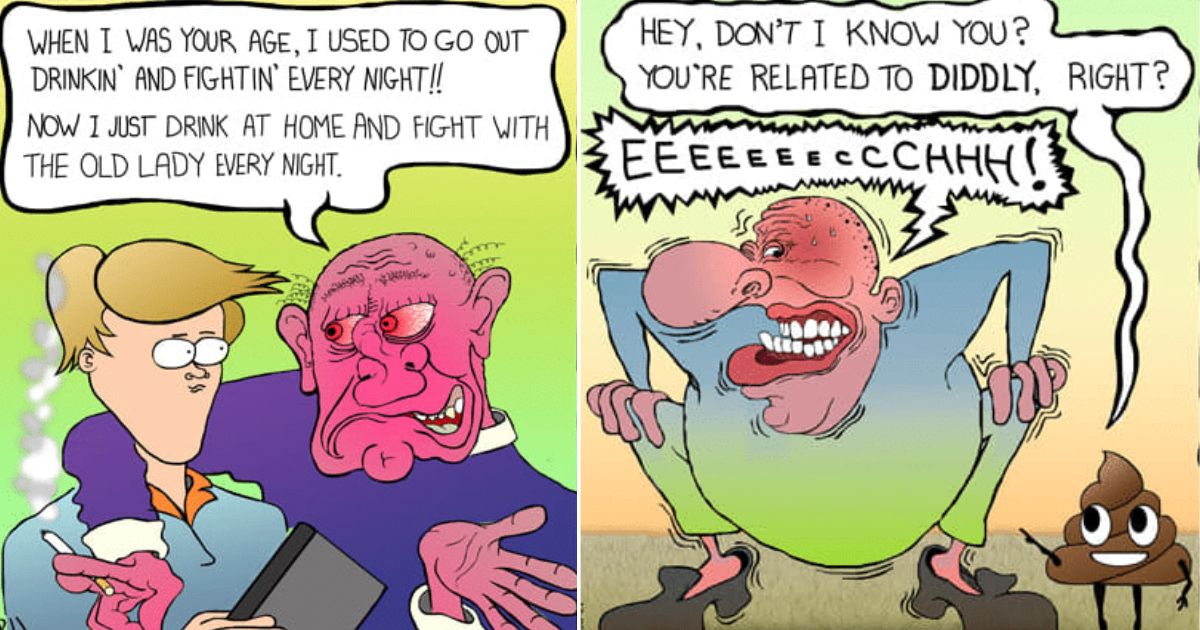 WHEN I WAS YOUR AGE, I USED TO GO OUT
DRINKIN' AND FIGHTIN' EVERY NIGHT!!
NOW I JUST DRINK AT HOME AND FIGHT WITH
THE OLD LADY EVERY NIGHT.
HEY, DON'T I KNOW YOU?
YOU'RE RELATED TO DIDDLY, RIGHT?
EEEEEEEECCCCHHH!